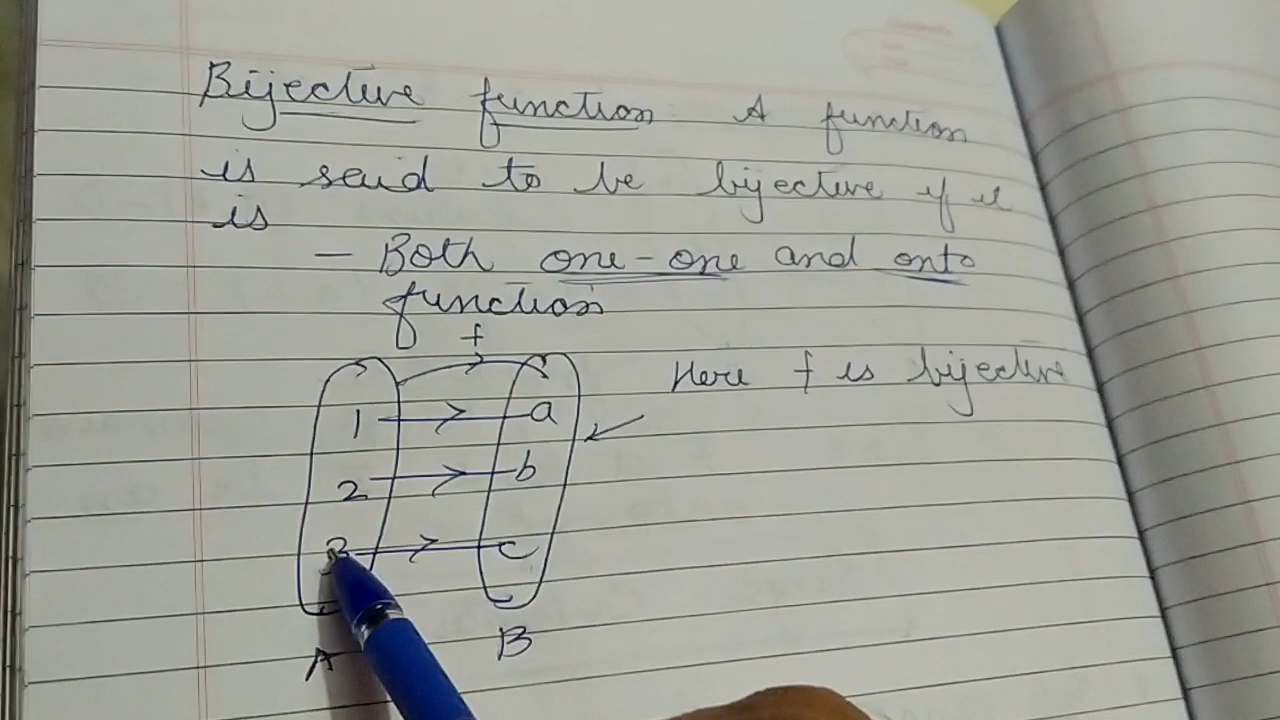 Bijective function A function
is said to be bijective if it
is
- Both one-one and onto
function
f
Here f is bijective
1 a
2 b
3 c
A B